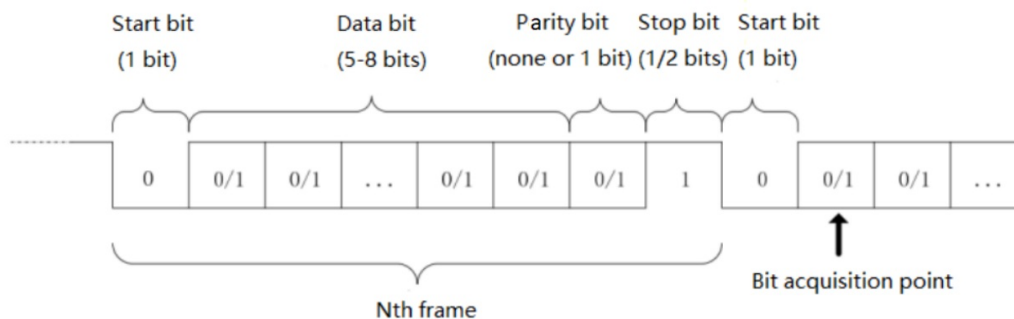 Start bit Data bit Parity bit Stop bit Start bit
(1 bit) (5-8 bits) (none or 1 bit) (1/2 bits) (1 bit)
0 0/1 0/1 ... 0/1 0/1 0/1 1 0 0/1 0/1 ...
Bit acquisition point
Nth frame